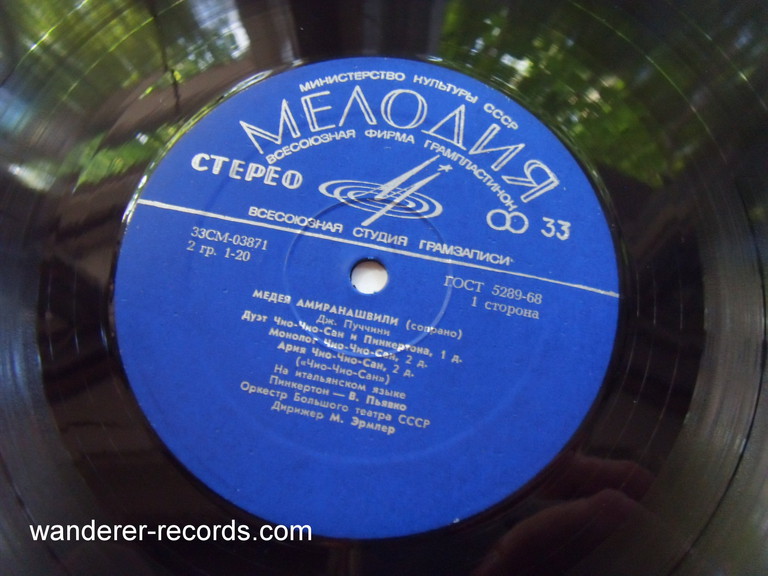 МИНИСТЕРСТВО КУЛЬТУРЫ СССР
МЕЛОДИЯ
ВСЕСОЮЗНАЯ ФИРМА ГРАМПЛАСТИНОК
СТЕРЕО
33
ВСЕСОЮЗНАЯ СТУДИЯ ГРАМЗАПИСИ
33СМ-03871
2 гр. 1-20
ГОСТ 5289-68
1 сторона
МЕДЕЯ АМИРАНАШВИЛИ (сопрано)
Дж. Пуччини
Дуэт Чио-Чио-Сан и Пинкертона, 1 д.
Монолог Чио-Чио-Сан, 2 д.
Ария Чио-Чио-Сан, 2 д.
(«Чио-Чио-Сан»)
На итальянском языке
Пинкертон — В. Пьявко
Оркестр Большого театра СССР
Дирижер М. Эрмлер
wanderer-records.com